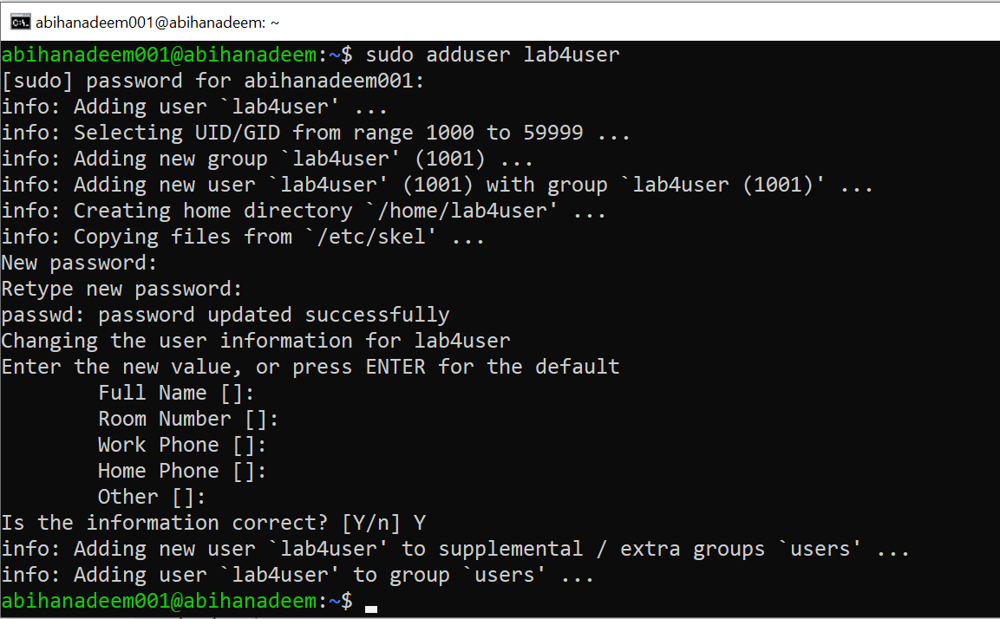 abihanadeem001@abihanadeem: ~
abihanadeem001@abihanadeem:~$ sudo adduser lab4user
[sudo] password for abihanadeem001:
info: Adding user `lab4user' ...
info: Selecting UID/GID from range 1000 to 59999 ...
info: Adding new group `lab4user' (1001) ...
info: Adding new user `lab4user' (1001) with group `lab4user (1001)' ...
info: Creating home directory `/home/lab4user' ...
info: Copying files from `/etc/skel' ...
New password:
Retype new password:
passwd: password updated successfully
Changing the user information for lab4user
Enter the new value, or press ENTER for the default
        Full Name []:
        Room Number []:
        Work Phone []:
        Home Phone []:
        Other []:
Is the information correct? [Y/n] Y
info: Adding new user `lab4user' to supplemental / extra groups `users' ...
info: Adding user `lab4user' to group `users' ...
abihanadeem001@abihanadeem:~$